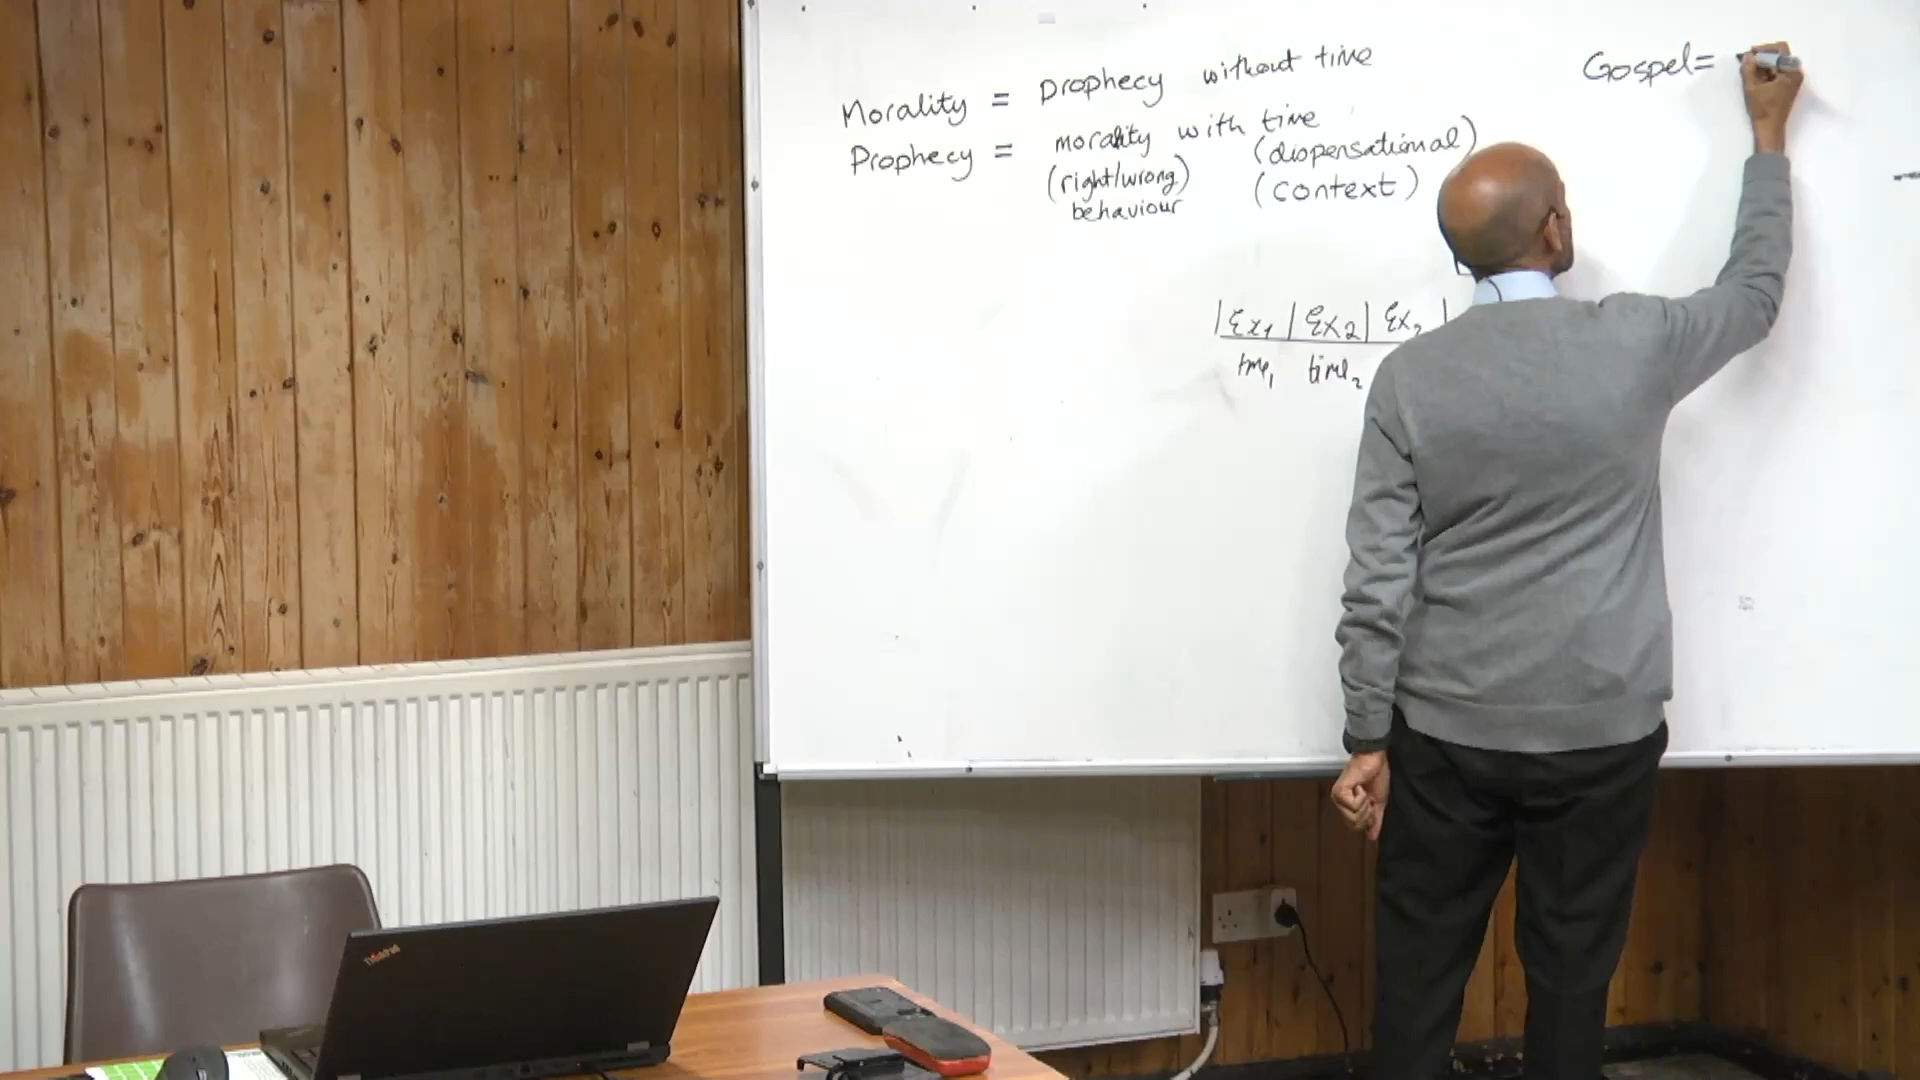 Morality = prophecy without time
Prophecy = morality with time
(right/wrong) (dispensational)
behaviour (context)
Gospel =
|Ex1|Ex2|Ex2|
time1 time2
ThinkPad